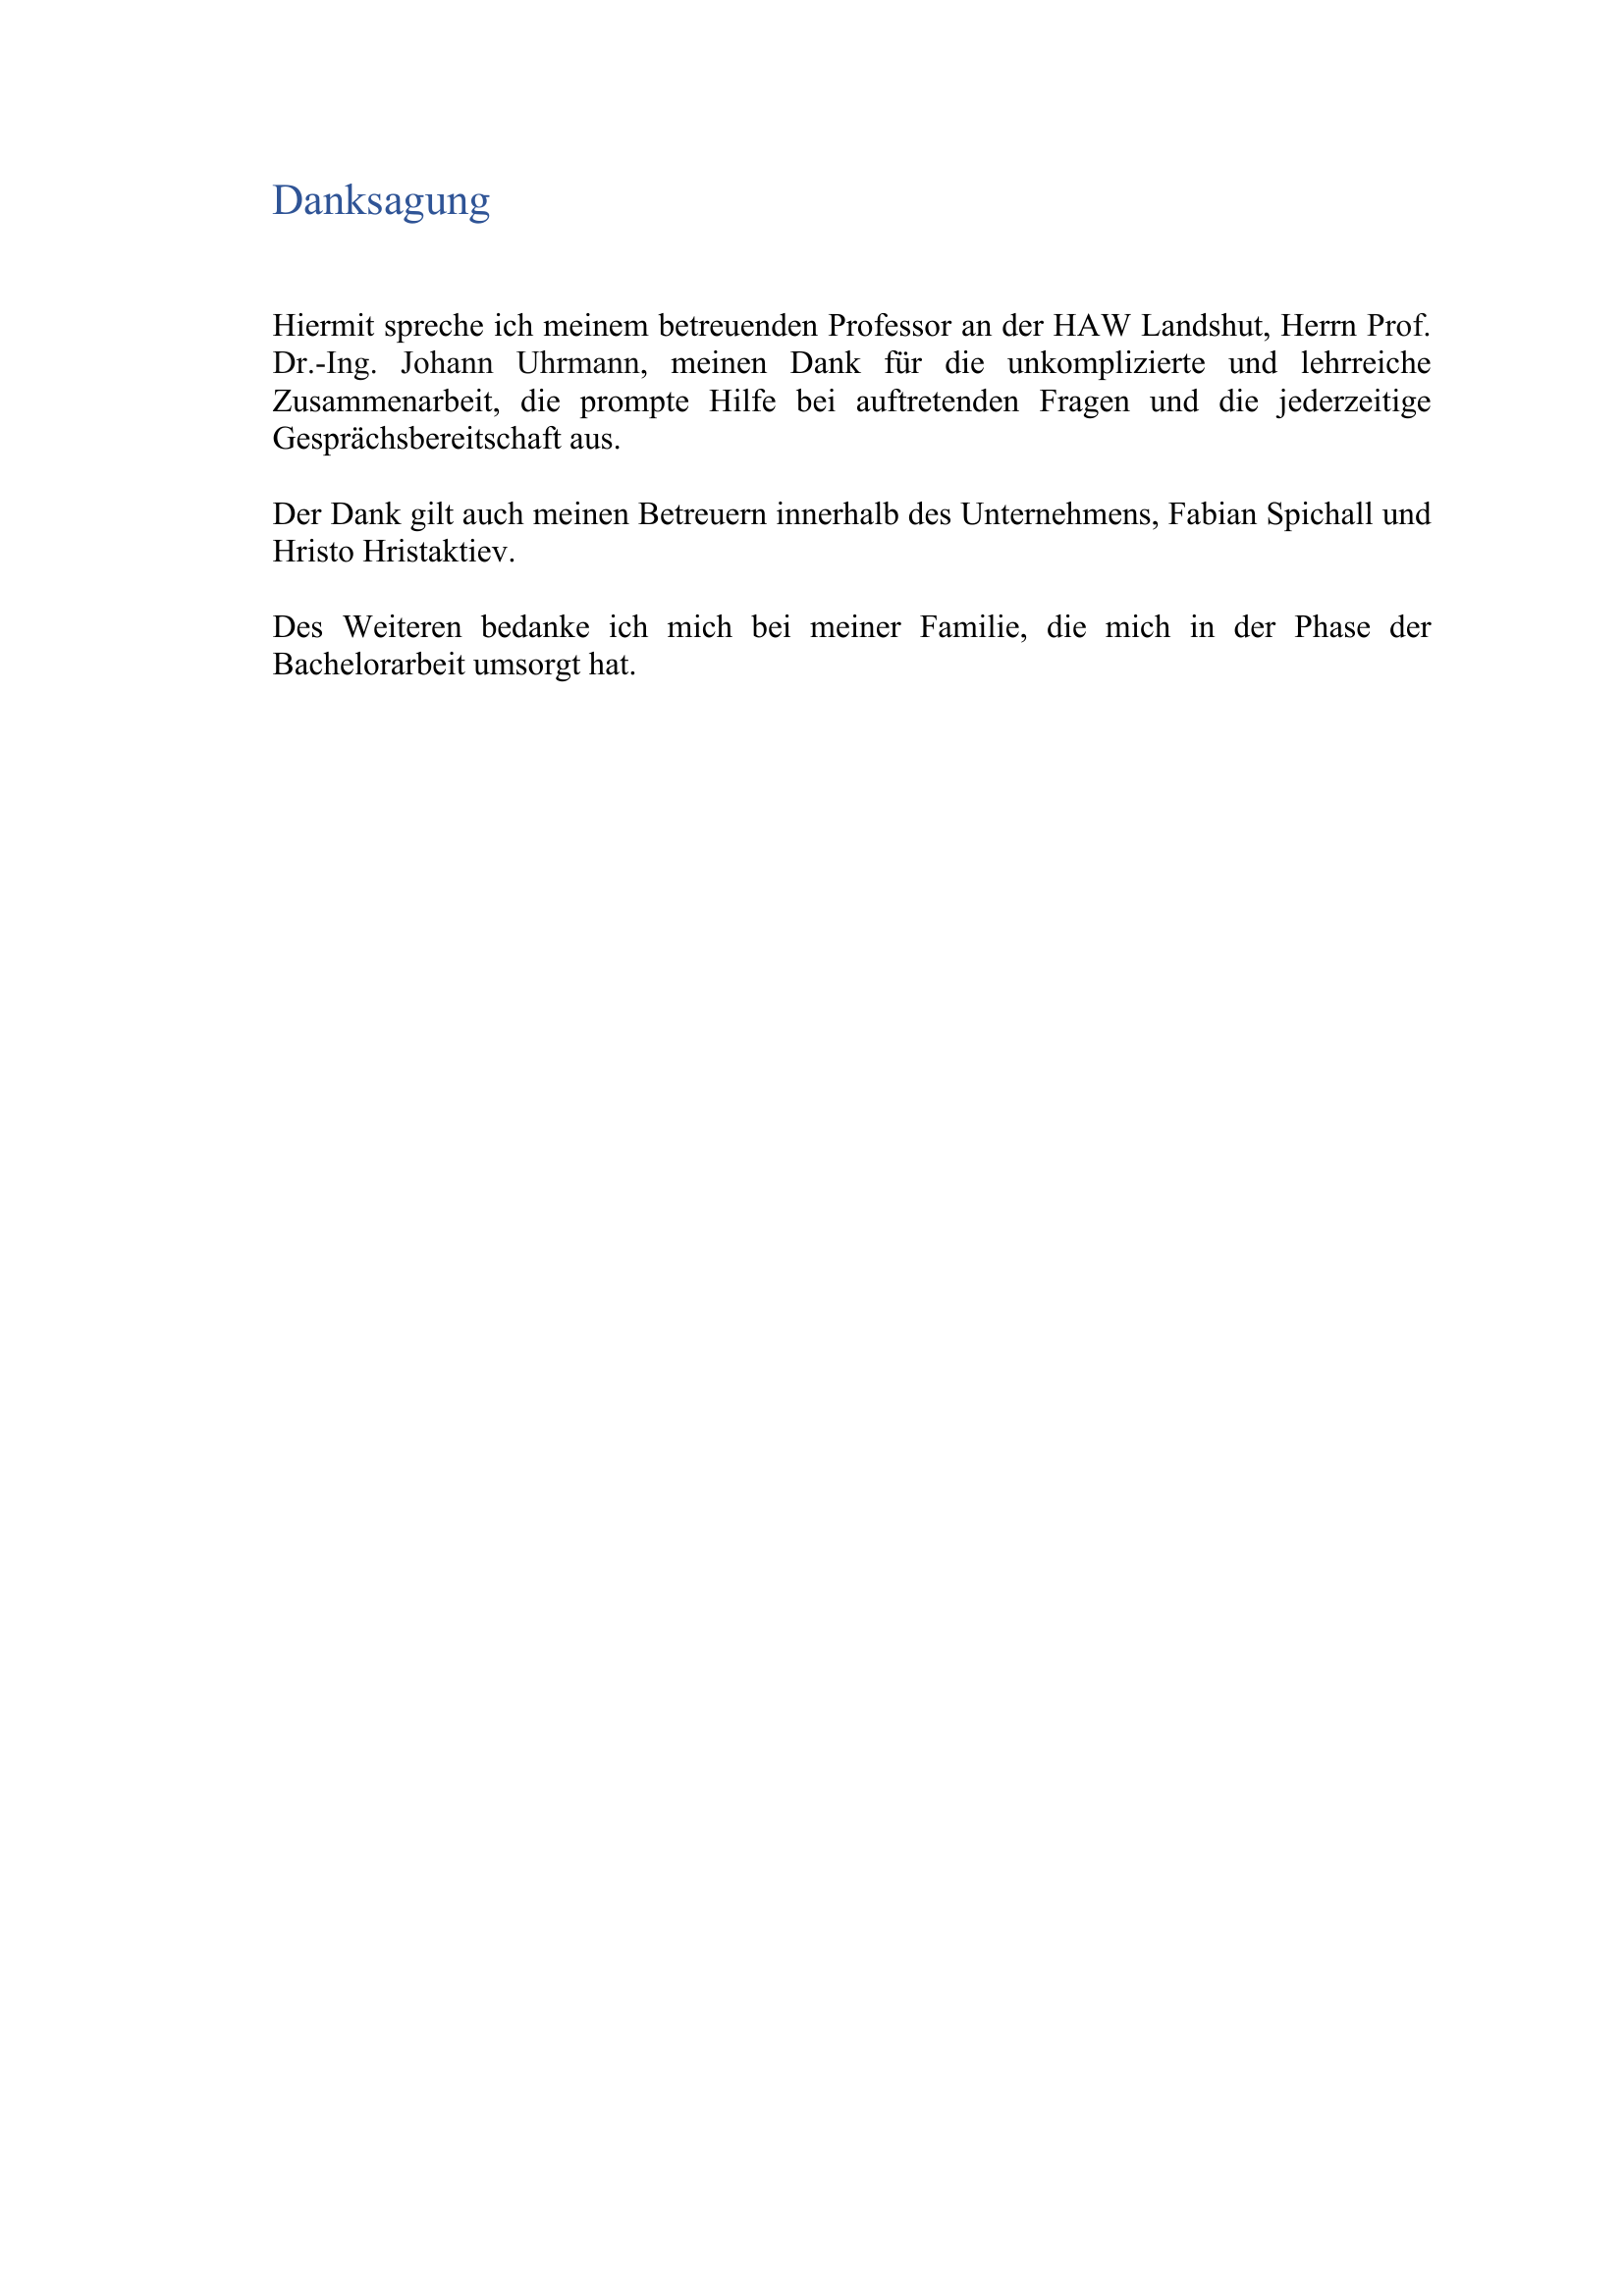 Danksagung
Hiermit spreche ich meinem betreuenden Professor an der HAW Landshut, Herrn Prof.
Dr.-Ing. Johann Uhrmann, meinen Dank für die unkomplizierte und lehrreiche
Zusammenarbeit, die prompte Hilfe bei auftretenden Fragen und die jederzeitige
Gesprächsbereitschaft aus.
Der Dank gilt auch meinen Betreuern innerhalb des Unternehmens, Fabian Spichall und
Hristo Hristaktiev.
Des Weiteren bedanke ich mich bei meiner Familie, die mich in der Phase der
Bachelorarbeit umsorgt hat.